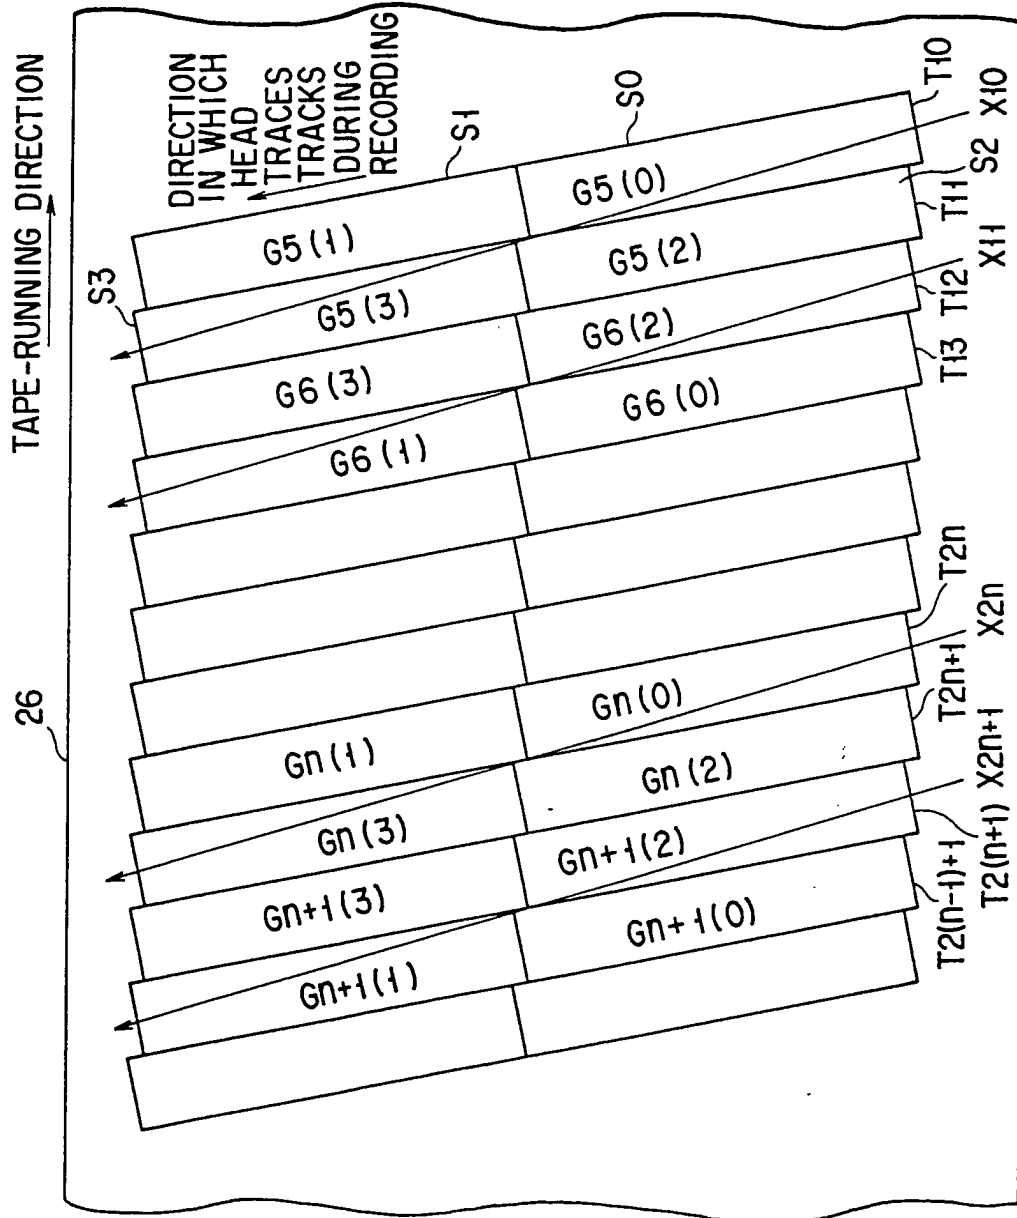 TAPE-RUNNING DIRECTION
26
DIRECTION
IN WHICH
HEAD
TRACES
TRACKS
DURING
RECORDING
S3
S1
S0
G5(1)
G5(0)
G5(3)
G5(2)
G6(3)
G6(2)
G6(1)
G6(0)
Gn(1)
Gn(0)
Gn(3)
Gn(2)
Gn+1(3)
Gn+1(2)
Gn+1(1)
Gn+1(0)
T10
X10
S2
T11
X11
T12
T13
T2n
X2n
T2n+1
X2n+1
T2(n+1)
T2(n-1)+1